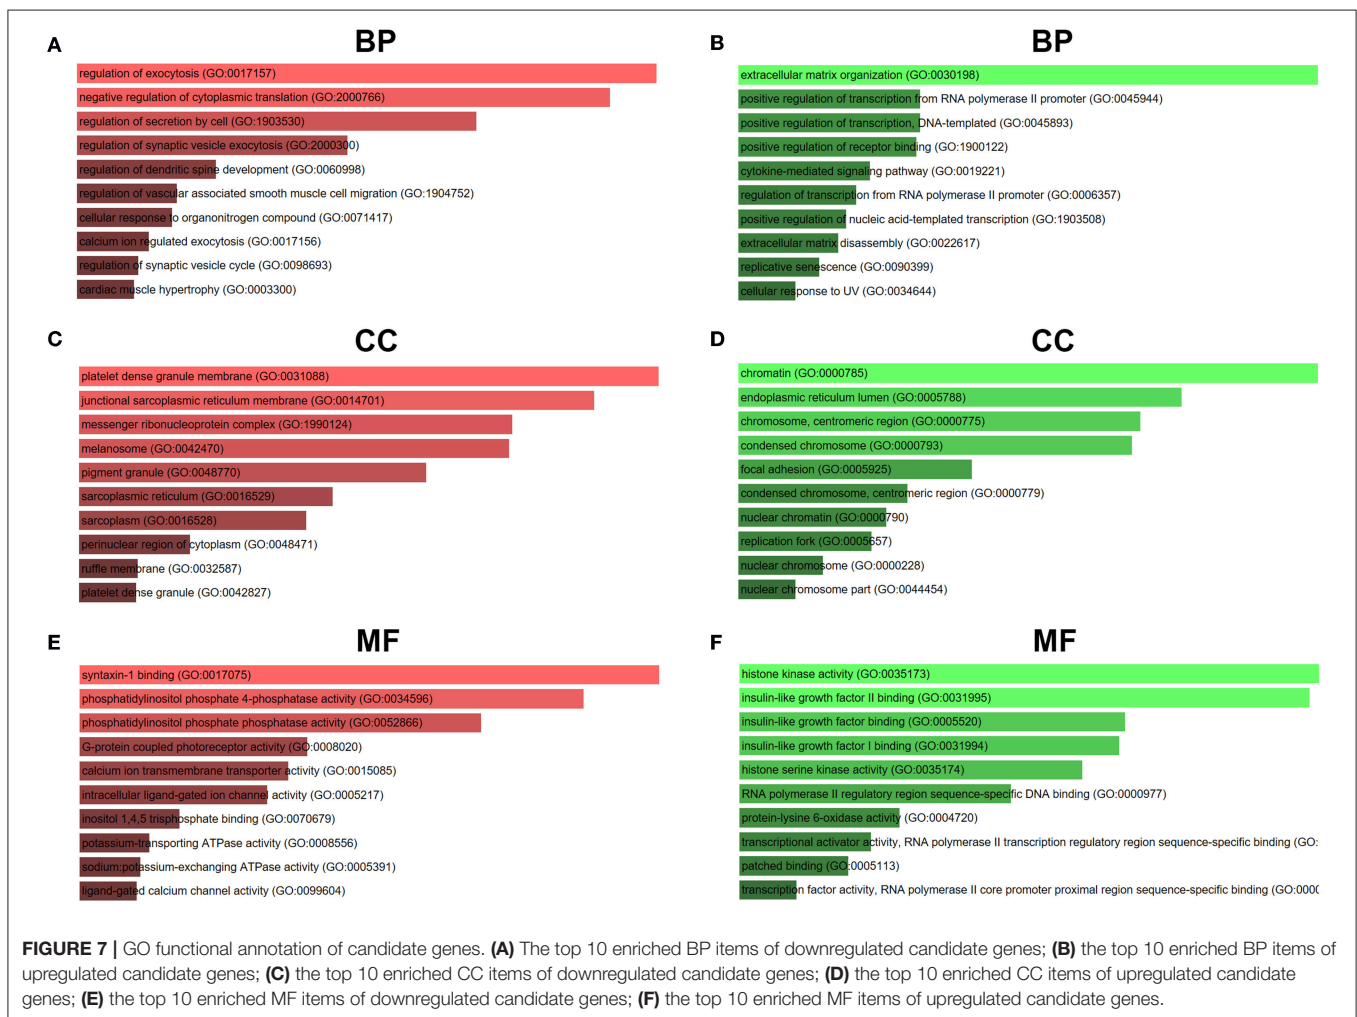 A
BP
regulation of exocytosis (GO:0017157)
negative regulation of cytoplasmic translation (GO:2000766)
regulation of secretion by cell (GO:1903530)
regulation of synaptic vesicle exocytosis (GO:2000300)
regulation of dendritic spine development (GO:0060998)
regulation of vascular associated smooth muscle cell migration (GO:1904752)
cellular response to organonitrogen compound (GO:0071417)
calcium ion regulated exocytosis (GO:0017156)
regulation of synaptic vesicle cycle (GO:0098693)
cardiac muscle hypertrophy (GO:0003300)
B
BP
extracellular matrix organization (GO:0030198)
positive regulation of transcription from RNA polymerase II promoter (GO:0045944)
positive regulation of transcription, DNA-templated (GO:0045893)
positive regulation of receptor binding (GO:1900122)
cytokine-mediated signaling pathway (GO:0019221)
regulation of transcription from RNA polymerase II promoter (GO:0006357)
positive regulation of nucleic acid-templated transcription (GO:1903508)
extracellular matrix disassembly (GO:0022617)
replicative senescence (GO:0090399)
cellular response to UV (GO:0034644)
C
CC
platelet dense granule membrane (GO:0031088)
junctional sarcoplasmic reticulum membrane (GO:0014701)
messenger ribonucleoprotein complex (GO:1990124)
melanosome (GO:0042470)
pigment granule (GO:0048770)
sarcoplasmic reticulum (GO:0016529)
sarcoplasm (GO:0016528)
perinuclear region of cytoplasm (GO:0048471)
ruffle membrane (GO:0032587)
platelet dense granule (GO:0042827)
D
CC
chromatin (GO:0000785)
endoplasmic reticulum lumen (GO:0005788)
chromosome, centromeric region (GO:0000775)
condensed chromosome (GO:0000793)
focal adhesion (GO:0005925)
condensed chromosome, centromeric region (GO:0000779)
nuclear chromatin (GO:0000790)
replication fork (GO:0005657)
nuclear chromosome (GO:0000228)
nuclear chromosome part (GO:0044454)
E
MF
syntaxin-1 binding (GO:0017075)
phosphatidylinositol phosphate 4-phosphatase activity (GO:0034596)
phosphatidylinositol phosphate phosphatase activity (GO:0052866)
G-protein coupled photoreceptor activity (GO:0008020)
calcium ion transmembrane transporter activity (GO:0015085)
intracellular ligand-gated ion channel activity (GO:0005217)
inositol 1,4,5 trisphosphate binding (GO:0070679)
potassium-transporting ATPase activity (GO:0008556)
sodium:potassium-exchanging ATPase activity (GO:0005391)
ligand-gated calcium channel activity (GO:0099604)
F
MF
histone kinase activity (GO:0035173)
insulin-like growth factor II binding (GO:0031995)
insulin-like growth factor binding (GO:0005520)
insulin-like growth factor I binding (GO:0031994)
histone serine kinase activity (GO:0035174)
RNA polymerase II regulatory region sequence-specific DNA binding (GO:0000977)
protein-lysine 6-oxidase activity (GO:0004720)
transcriptional activator activity, RNA polymerase II transcription regulatory region sequence-specific binding (GO:
patched binding (GO:0005113)
transcription factor activity, RNA polymerase II core promoter proximal region sequence-specific binding (GO:000
FIGURE 7 | GO functional annotation of candidate genes. (A) The top 10 enriched BP items of downregulated candidate genes; (B) the top 10 enriched BP items of
upregulated candidate genes; (C) the top 10 enriched CC items of downregulated candidate genes; (D) the top 10 enriched CC items of upregulated candidate
genes; (E) the top 10 enriched MF items of downregulated candidate genes; (F) the top 10 enriched MF items of upregulated candidate genes.